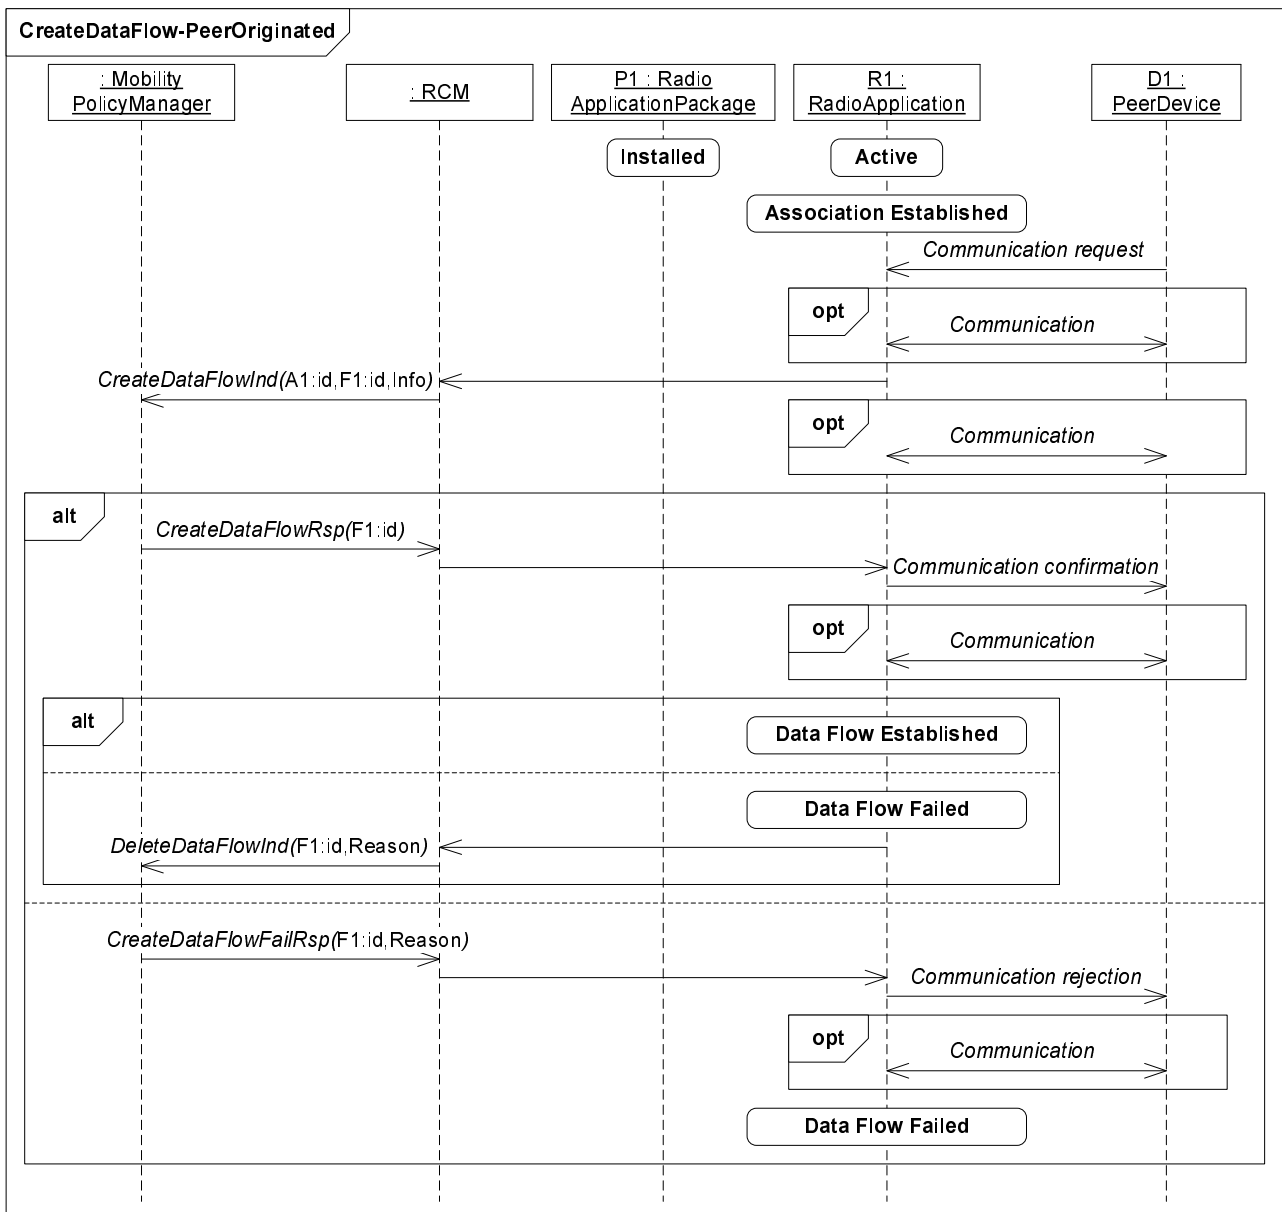 CreateDataFlow-PeerOriginated
: Mobility
PolicyManager
: RCM
P1 : Radio
ApplicationPackage
R1 :
RadioApplication
D1 :
PeerDevice
Installed
Active
Association Established
Communication request
opt
Communication
CreateDataFlowInd(A1:id,F1:id,Info)
opt
Communication
alt
CreateDataFlowRsp(F1:id)
Communication confirmation
opt
Communication
alt
Data Flow Established
Data Flow Failed
DeleteDataFlowInd(F1:id,Reason)
CreateDataFlowFailRsp(F1:id,Reason)
Communication rejection
opt
Communication
Data Flow Failed